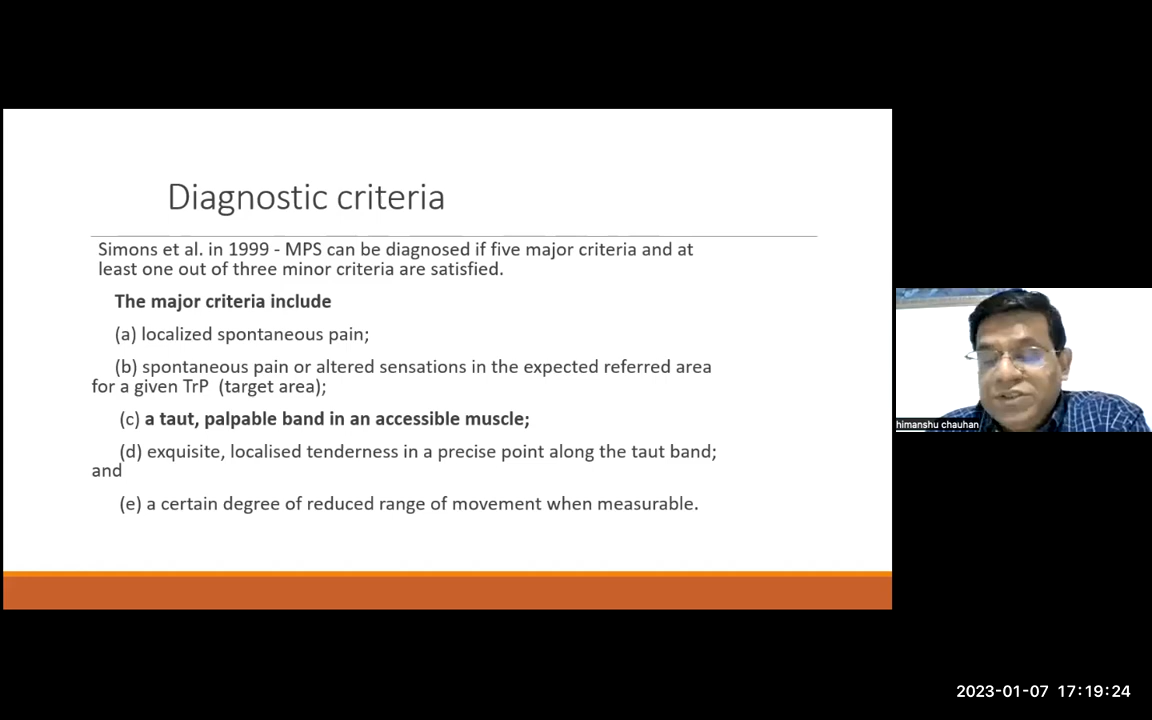 Diagnostic criteria
Simons et al. in 1999 - MPS can be diagnosed if five major criteria and at
least one out of three minor criteria are satisfied.
The major criteria include
(a) localized spontaneous pain;
(b) spontaneous pain or altered sensations in the expected referred area
for a given TrP (target area);
(c) a taut, palpable band in an accessible muscle;
(d) exquisite, localised tenderness in a precise point along the taut band;
and
(e) a certain degree of reduced range of movement when measurable.
himanshu chauhan
2023-01-07 17:19:24